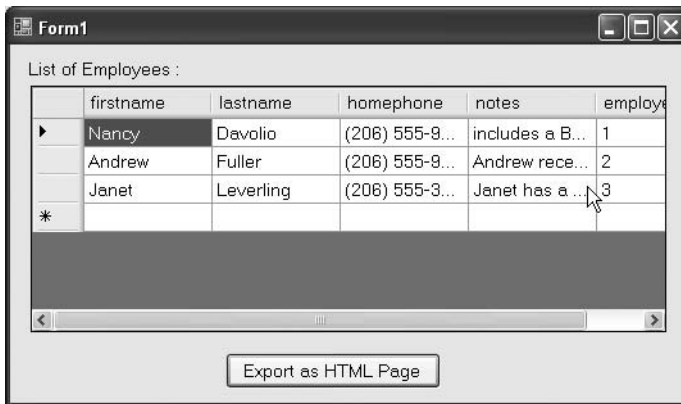 Form1
List of Employees :
firstname lastname homephone notes employe
Nancy Davolio (206) 555-9... includes a B... 1
Andrew Fuller (206) 555-9... Andrew rece... 2
Janet Leverling (206) 555-3... Janet has a ... 3
Export as HTML Page